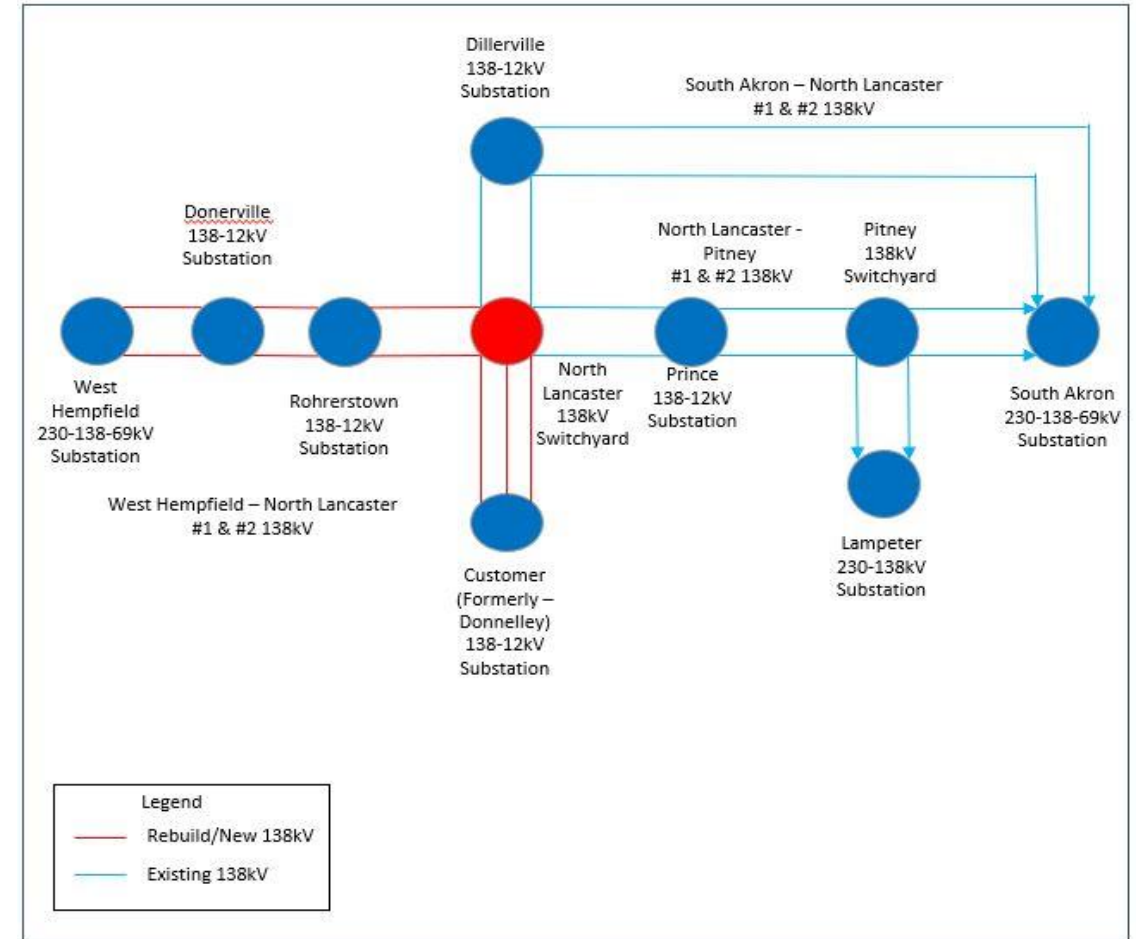 Dillerville
138-12kV
Substation
South Akron – North Lancaster
#1 & #2 138kV
Donerville
138-12kV
Substation
North Lancaster -
Pitney
#1 & #2 138kV
Pitney
138kV
Switchyard
West
Hempfield
230-138-69kV
Substation
Rohrerstown
138-12kV
Substation
North
Lancaster
138kV
Switchyard
Prince
138-12kV
Substation
South Akron
230-138-69kV
Substation
West Hempfield – North Lancaster
#1 & #2 138kV
Customer
(Formerly –
Donnelley)
138-12kV
Substation
Lampeter
230-138kV
Substation
Legend
Rebuild/New 138kV
Existing 138kV